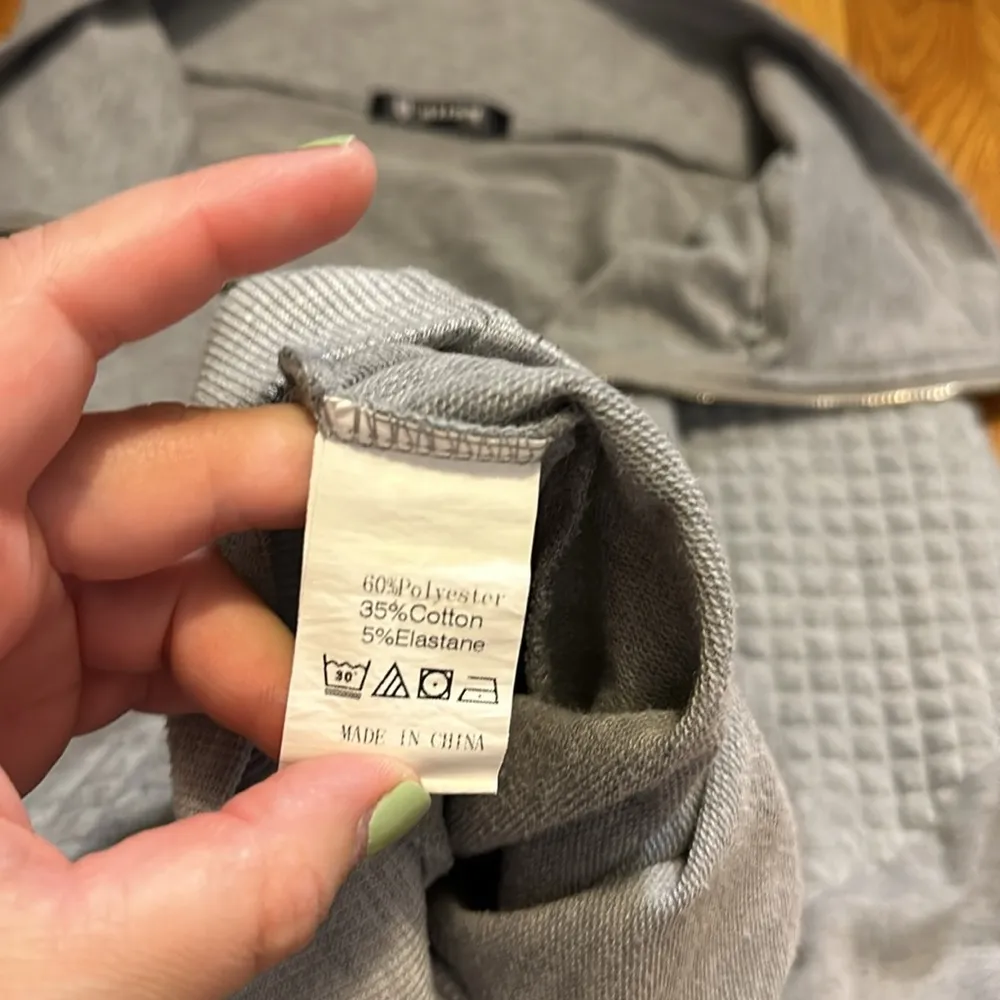 60%Polyester
35%Cotton
5%Elastane
30°
MADE IN CHINA